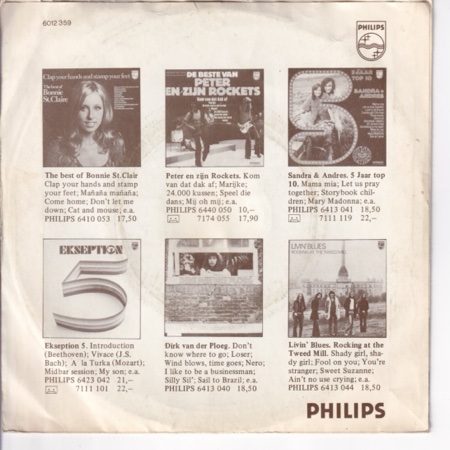 6012 359
PHILIPS
Clap your hands and stamp your feet
The best of
Bonnie
St.Claire
DE BESTE VAN
PETER
EN·ZIJN ROCKETS
5 JAAR
TOP 10
SANDRA &
ANDRES
The best of Bonnie St.Clair
Clap your hands and stamp
your feet; Mañana mañana;
Come home; Don't let me
down; Cat and mouse; e.a.
PHILIPS 6410 053 17,50
Peter en zijn Rockets. Kom
van dat dak af; Marijke;
24.000 kussen; Speel die
dans; Mij oh mij; e.a.
PHILIPS 6440 050 10,—
7174 055 17,90
Sandra & Andres. 5 Jaar top
10. Mama mia; Let us pray
together; Storybook chil-
dren; Mary Madonna; e.a.
PHILIPS 6413 041 18,50
7111 119 22,—
EKSEPTION
5
LIVIN' BLUES
Ekseption 5. Introduction
(Beethoven); Vivace (J.S.
Bach); A la Turka (Mozart);
Midbar session; My son; e.a.
PHILIPS 6423 042 21,—
7111 101 22,—
Dirk van der Ploeg. Don't
know where to go; Loser;
Wind blows, time goes; Nero;
I like to be a businessman;
Silly Sil'; Sail to Brazil; e.a.
PHILIPS 6413 040 18,50
Livin' Blues. Rocking at the
Tweed Mill. Shady girl, sha-
dy girl; Fool on you; You're
stranger; Sweet Suzanne;
Ain't no use crying; e.a.
PHILIPS 6413 044 18,50
PHILIPS